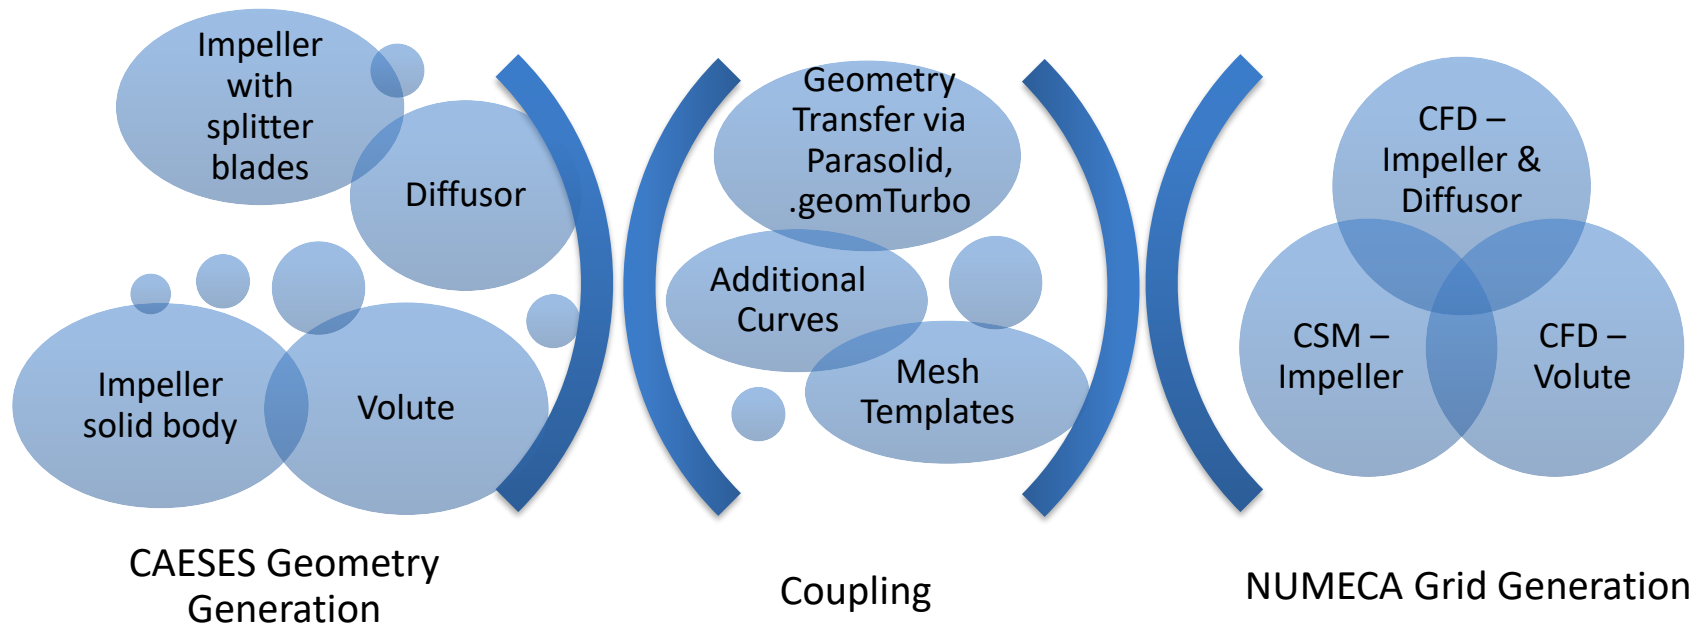 Impeller
with
splitter
blades
Diffusor
Impeller
solid body
Volute
CAESES Geometry
Generation
Geometry
Transfer via
Parasolid,
.geomTurbo
Additional
Curves
Mesh
Templates
Coupling
CFD –
Impeller &
Diffusor
CSM –
Impeller
CFD –
Volute
NUMECA Grid Generation